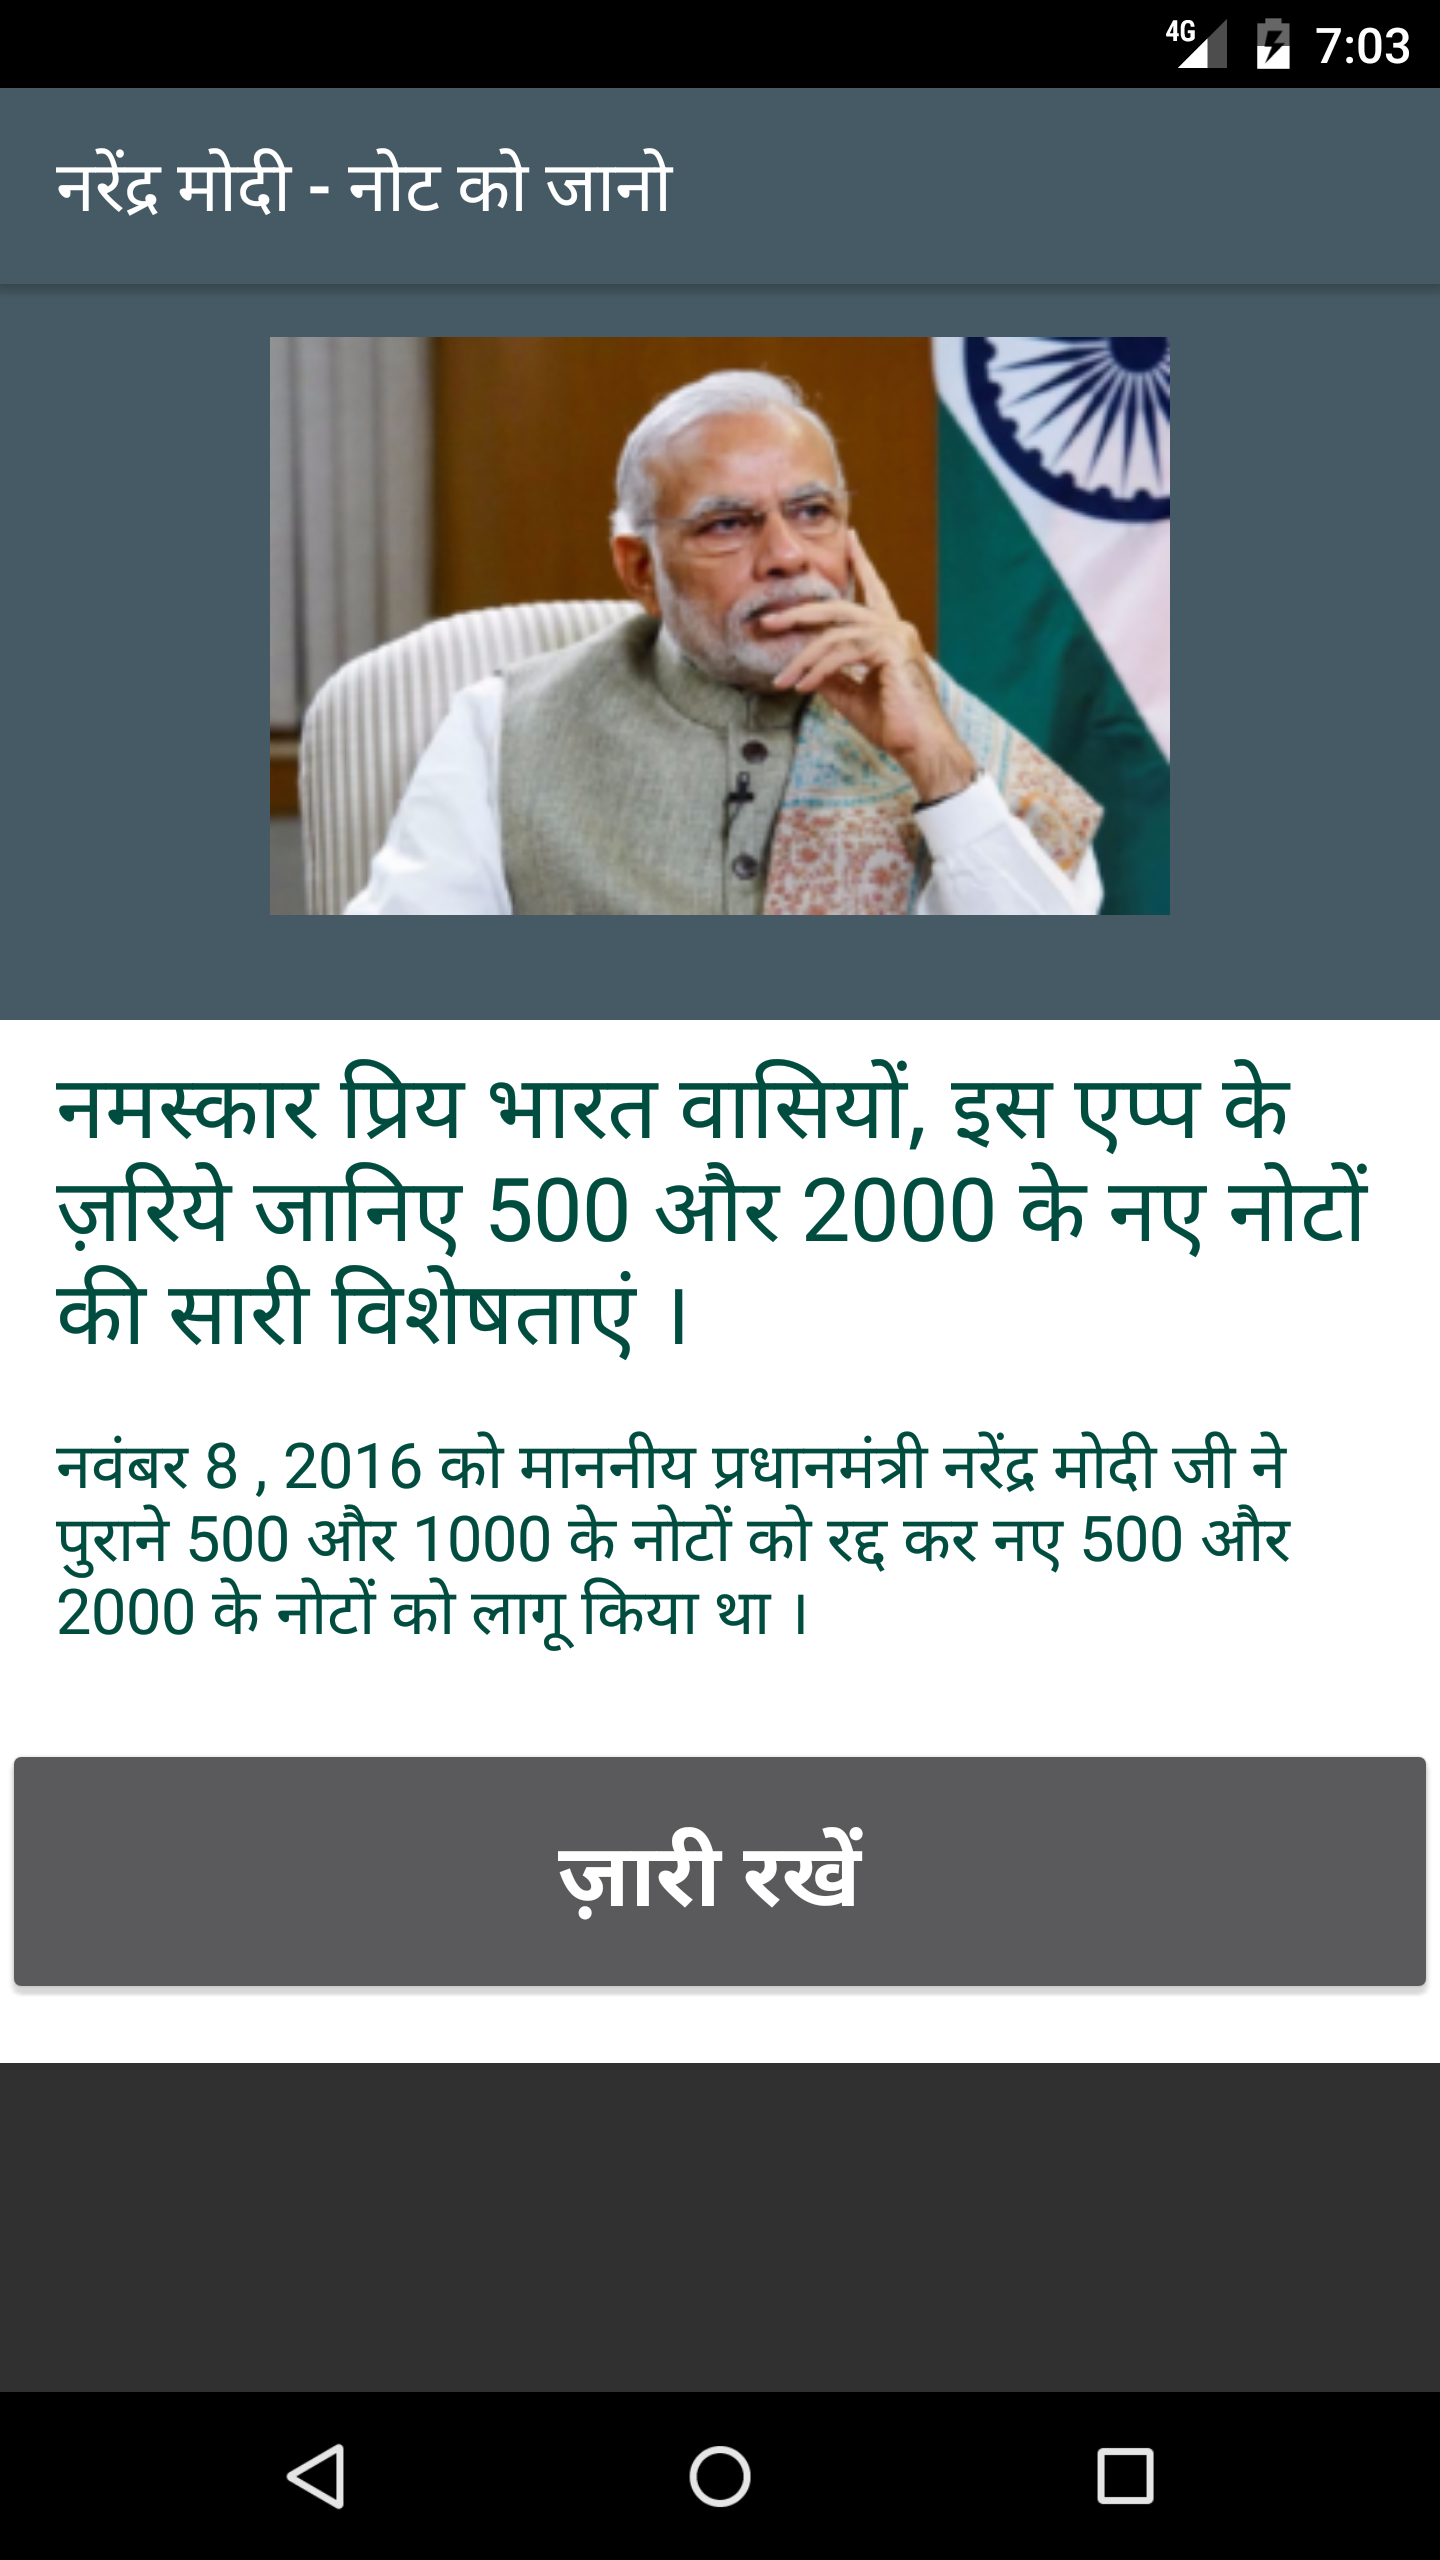 4G 7:03
नरेंद्र मोदी - नोट को जानो
नमस्कार प्रिय भारत वासियों, इस एप्प के
ज़रिये जानिए 500 और 2000 के नए नोटों
की सारी विशेषताएं ।
नवंबर 8 , 2016 को माननीय प्रधानमंत्री नरेंद्र मोदी जी ने
पुराने 500 और 1000 के नोटों को रद्द कर नए 500 और
2000 के नोटों को लागू किया था ।
ज़ारी रखें